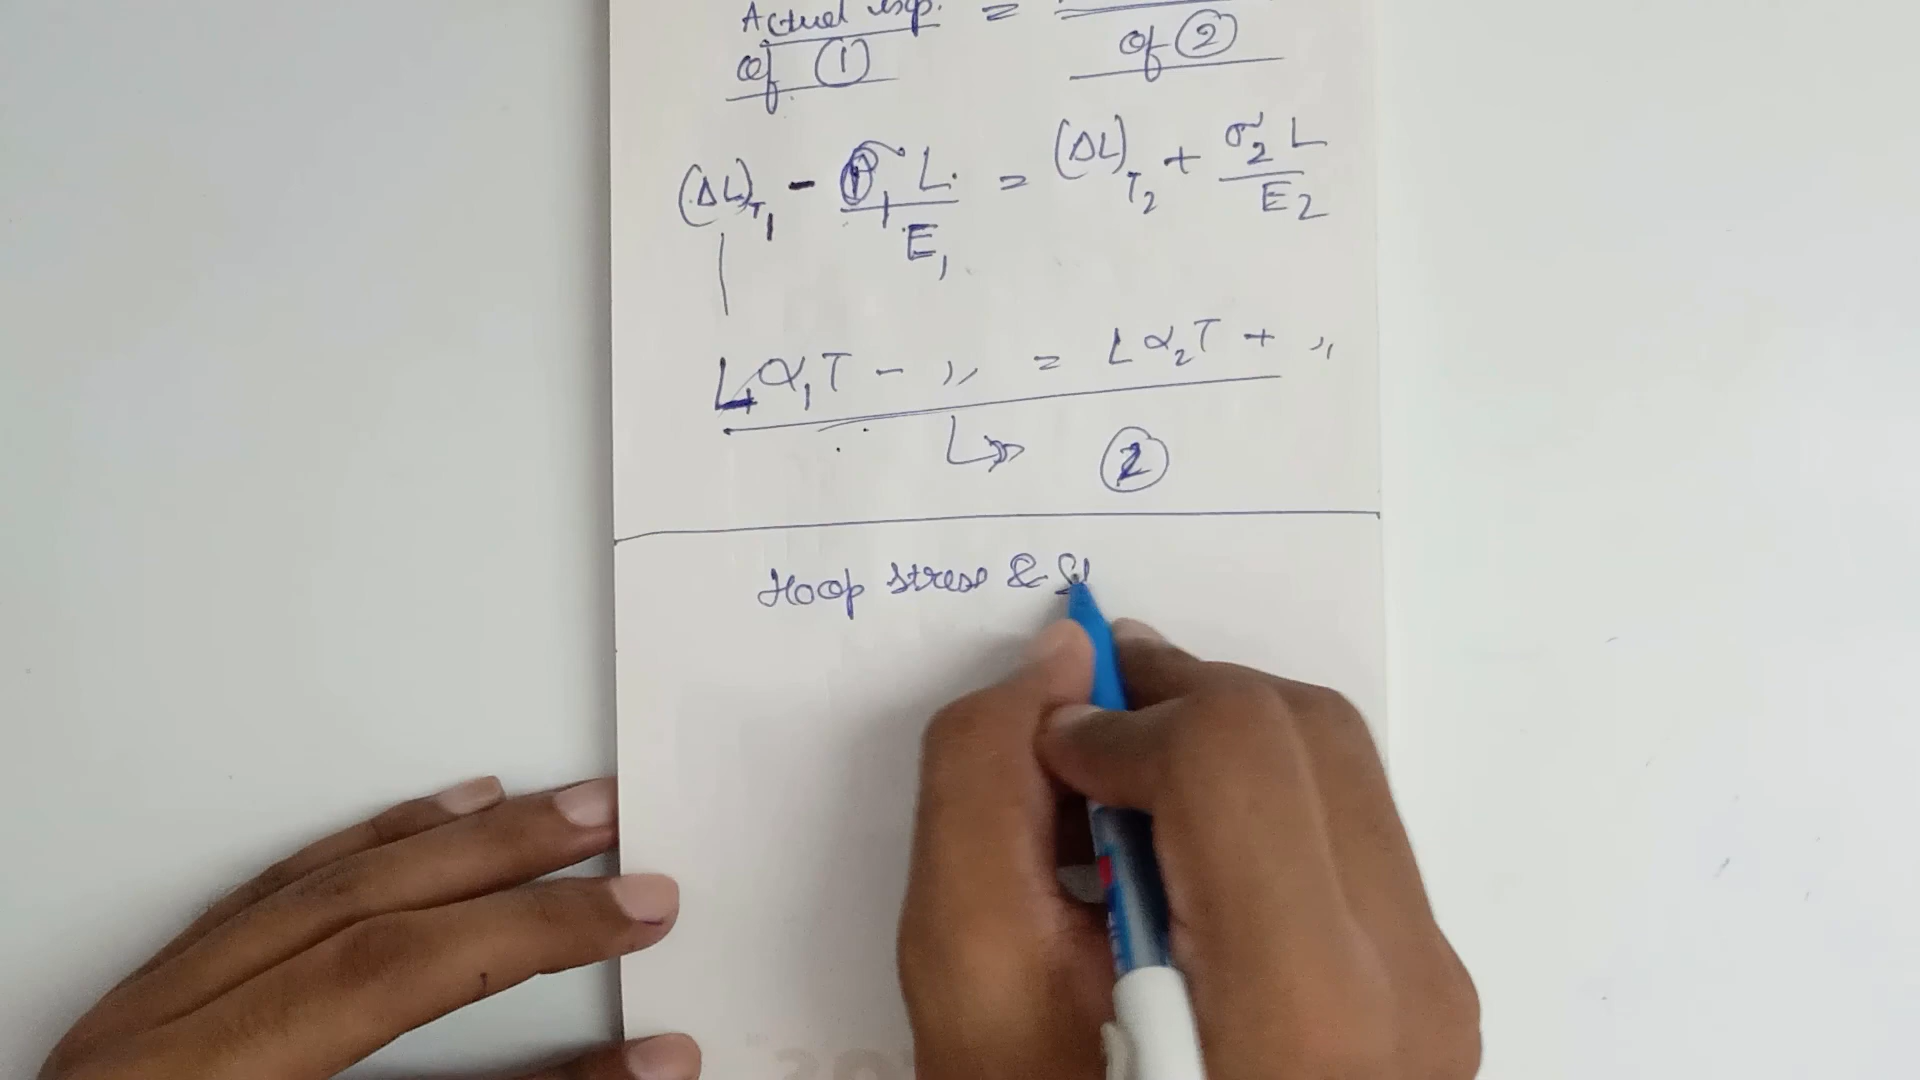 Actual exp. =
of ① of ②
(ΔL)T₁ - σ₁ L / E₁ = (ΔL)T₂ + σ₂ L / E₂
L α₁ T - ,, = L α₂ T + ,,
↳ ②
Hoop stress &